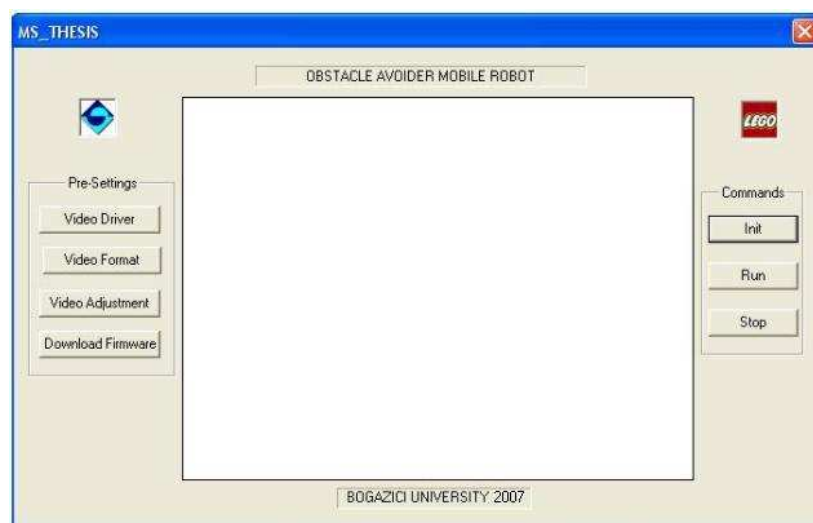 MS_THESIS
OBSTACLE AVOIDER MOBILE ROBOT
LEGO
Pre-Settings
Video Driver
Video Format
Video Adjustment
Download Firmware
Commands
Init
Run
Stop
BOGAZICI UNIVERSITY 2007